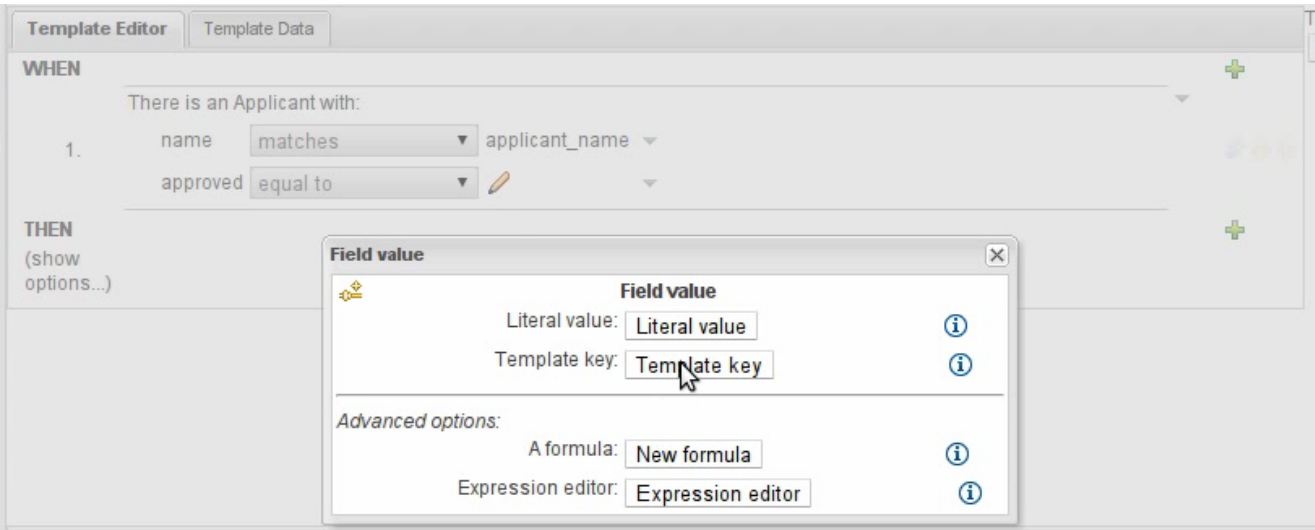 Template Editor Template Data
WHEN
There is an Applicant with:
1.
name matches applicant_name
approved equal to
THEN
(show
options...)
Field value
Field value
Literal value: Literal value
Template key: Template key
Advanced options:
A formula: New formula
Expression editor: Expression editor